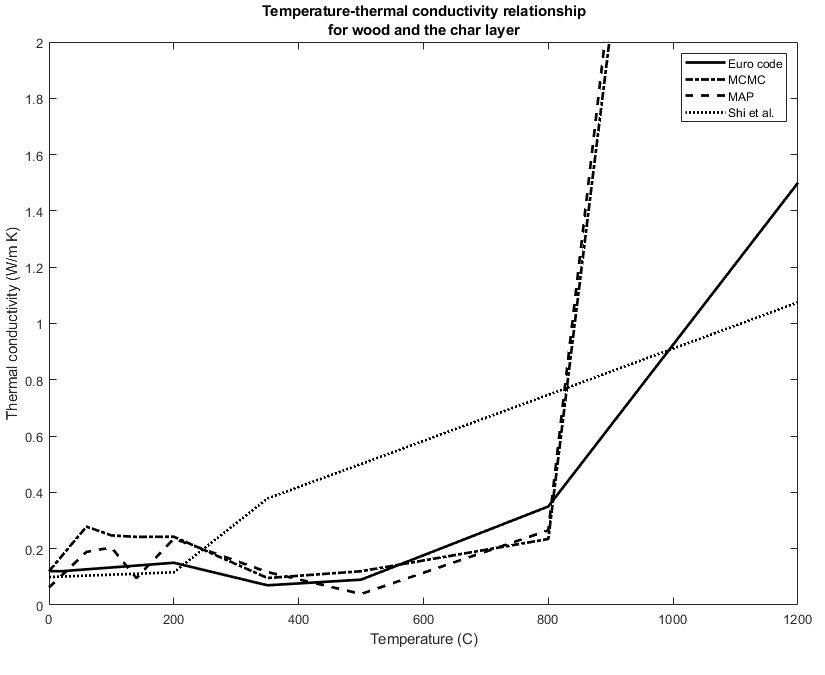 Temperature-thermal conductivity relationship
for wood and the char layer
Euro code
MCMC
MAP
Shi et al.
Thermal conductivity (W/m K)
2
1.8
1.6
1.4
1.2
1
0.8
0.6
0.4
0.2
0
0 200 400 600 800 1000 1200
Temperature (C)